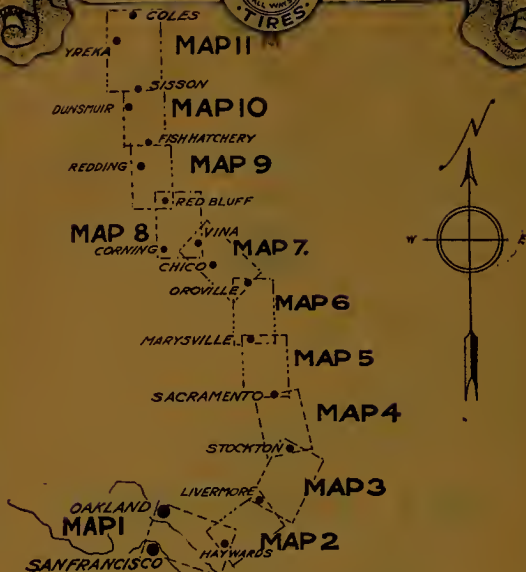 ALL WAYS
TIRES
COLES
YREKA
MAP 11
SISSON
DUNSMUIR
MAP 10
FISH HATCHERY
REDDING
MAP 9
RED BLUFF
MAP 8
VINA
CORNING
MAP 7.
CHICO
OROVILLE
MAP 6
MARYSVILLE
MAP 5
SACRAMENTO
MAP 4
STOCKTON
LIVERMORE
MAP 3
OAKLAND
MAP 1
HAYWARDS
MAP 2
SAN FRANCISCO
N
W
E